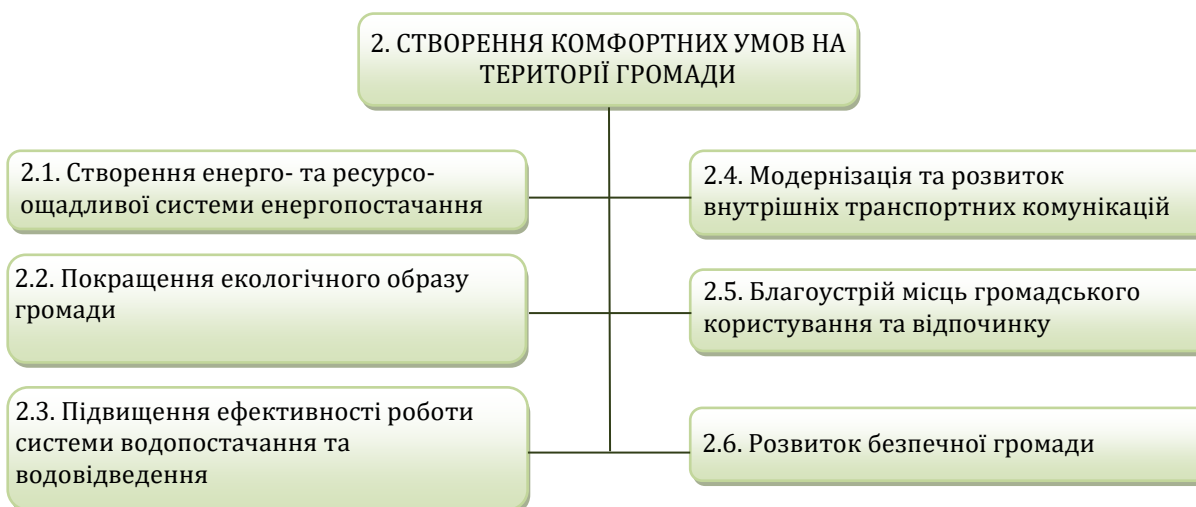 2. СТВОРЕННЯ КОМФОРТНИХ УМОВ НА
ТЕРИТОРІЇ ГРОМАДИ
2.1. Створення енерго- та ресурсо-
ощадливої системи енергопостачання
2.2. Покращення екологічного образу
громади
2.3. Підвищення ефективності роботи
системи водопостачання та
водовідведення
2.4. Модернізація та розвиток
внутрішніх транспортних комунікацій
2.5. Благоустрій місць громадського
користування та відпочинку
2.6. Розвиток безпечної громади